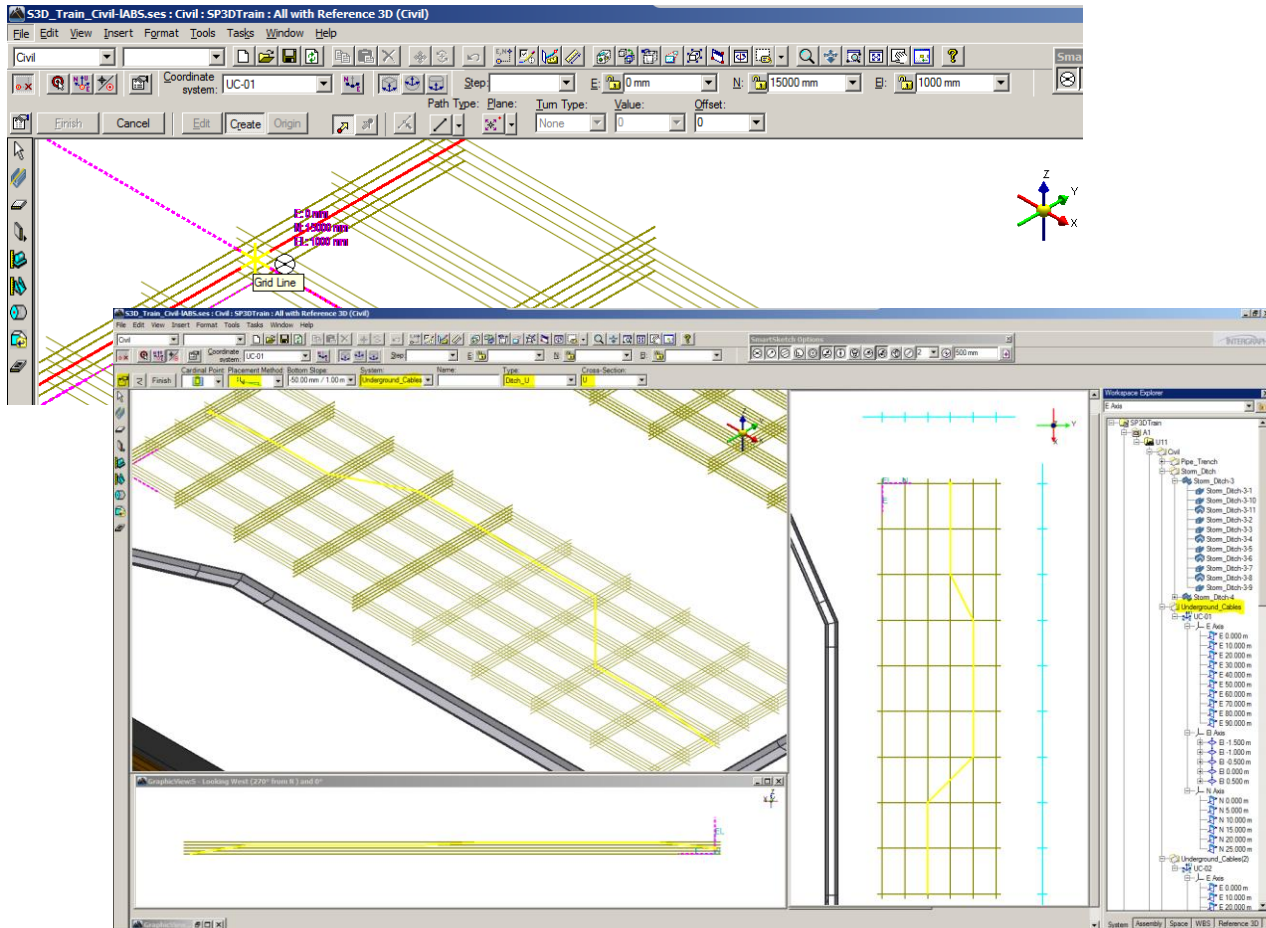 S3D_Train_Civil-lABS.ses : Civil : SP3DTrain : All with Reference 3D (Civil)
File Edit View Insert Format Tools Tasks Window Help
Civil
Coordinate system: UC-01 Step: E: 0 mm N: 15000 mm El: 1000 mm
Path Type: Plane: Turn Type: Value: Offset:
Finish Cancel Edit Create Origin None 0 0
Sma
Z
Y
X
E: 0 mm
N: 15000 mm
EL: 1000 mm
Grid Line
S3D_Train_Civil-lABS.ses : Civil : SP3DTrain : All with Reference 3D (Civil)
File Edit View Insert Format Tools Tasks Window Help
Civil
SmartSketch Options
INTERGRAPH
Coordinate system: UC-01 Step: E: N: El:
2 500 mm
Cardinal Point: Placement Method: Bottom Slope: System: Name: Type: Cross-Section:
Finish -50.00 mm / 1.00 m Underground_Cables Ditch_U U
Y
E
N
GraphicView:5 - Looking West (270° from N ) and 0°
EL
Workspace Explorer
E Axis
SP3DTrain
A1
U11
Civil
Pipe_Trench
Storm_Ditch
Storm_Ditch-3
Storm_Ditch-3-1
Storm_Ditch-3-10
Storm_Ditch-3-11
Storm_Ditch-3-2
Storm_Ditch-3-3
Storm_Ditch-3-4
Storm_Ditch-3-5
Storm_Ditch-3-6
Storm_Ditch-3-7
Storm_Ditch-3-8
Storm_Ditch-3-9
Storm_Ditch-4
Underground_Cables
UC-01
E Axis
E 0.000 m
E 10.000 m
E 20.000 m
E 30.000 m
E 40.000 m
E 50.000 m
E 60.000 m
E 70.000 m
E 80.000 m
E 90.000 m
El Axis
El -1.500 m
El -1.000 m
El -0.500 m
El 0.000 m
El 0.500 m
N Axis
N 0.000 m
N 5.000 m
N 10.000 m
N 15.000 m
N 20.000 m
N 25.000 m
Underground_Cables(2)
UC-02
E Axis
E 0.000 m
E 10.000 m
E 20.000 m
System Assembly Space WBS Reference 3D